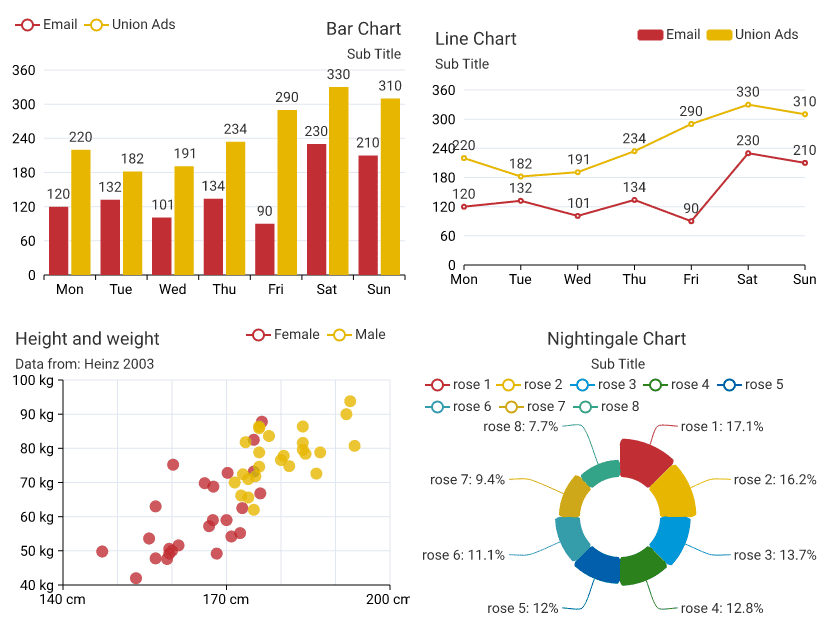 Email Union Ads
Bar Chart
Sub Title
360
300
240
180
120
60
0
120 220 132 182 101 191 134 234 90 290 230 330 210 310
Mon Tue Wed Thu Fri Sat Sun
Line Chart
Sub Title
Email Union Ads
360
300
240
180
120
60
0
220 182 191 234 290 330 310
120 132 101 134 90 230 210
Mon Tue Wed Thu Fri Sat Sun
Height and weight
Data from: Heinz 2003
Female Male
100 kg
90 kg
80 kg
70 kg
60 kg
50 kg
40 kg
140 cm 170 cm 200 cm
Nightingale Chart
Sub Title
rose 1 rose 2 rose 3 rose 4 rose 5
rose 6 rose 7 rose 8
rose 8: 7.7% rose 1: 17.1%
rose 7: 9.4% rose 2: 16.2%
rose 6: 11.1% rose 3: 13.7%
rose 5: 12% rose 4: 12.8%